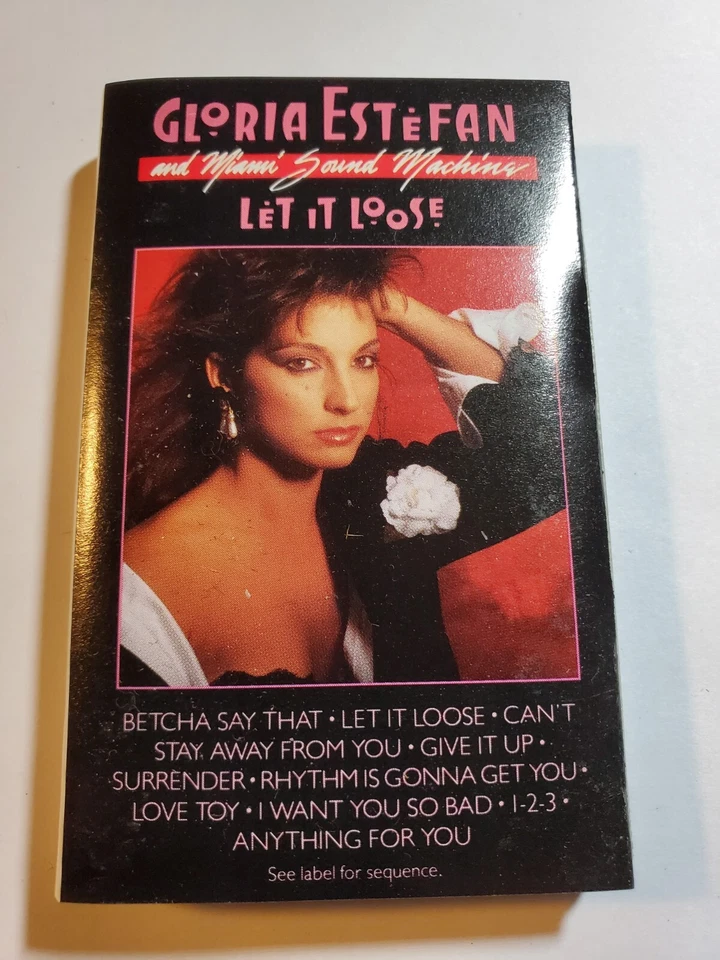 GLORIA ESTEFAN
and Miami Sound Machine
LET IT LOOSE
BETCHA SAY THAT • LET IT LOOSE • CAN'T
STAY AWAY FROM YOU • GIVE IT UP •
SURRENDER • RHYTHM IS GONNA GET YOU •
LOVE TOY • I WANT YOU SO BAD • 1-2-3 •
ANYTHING FOR YOU
See label for sequence.